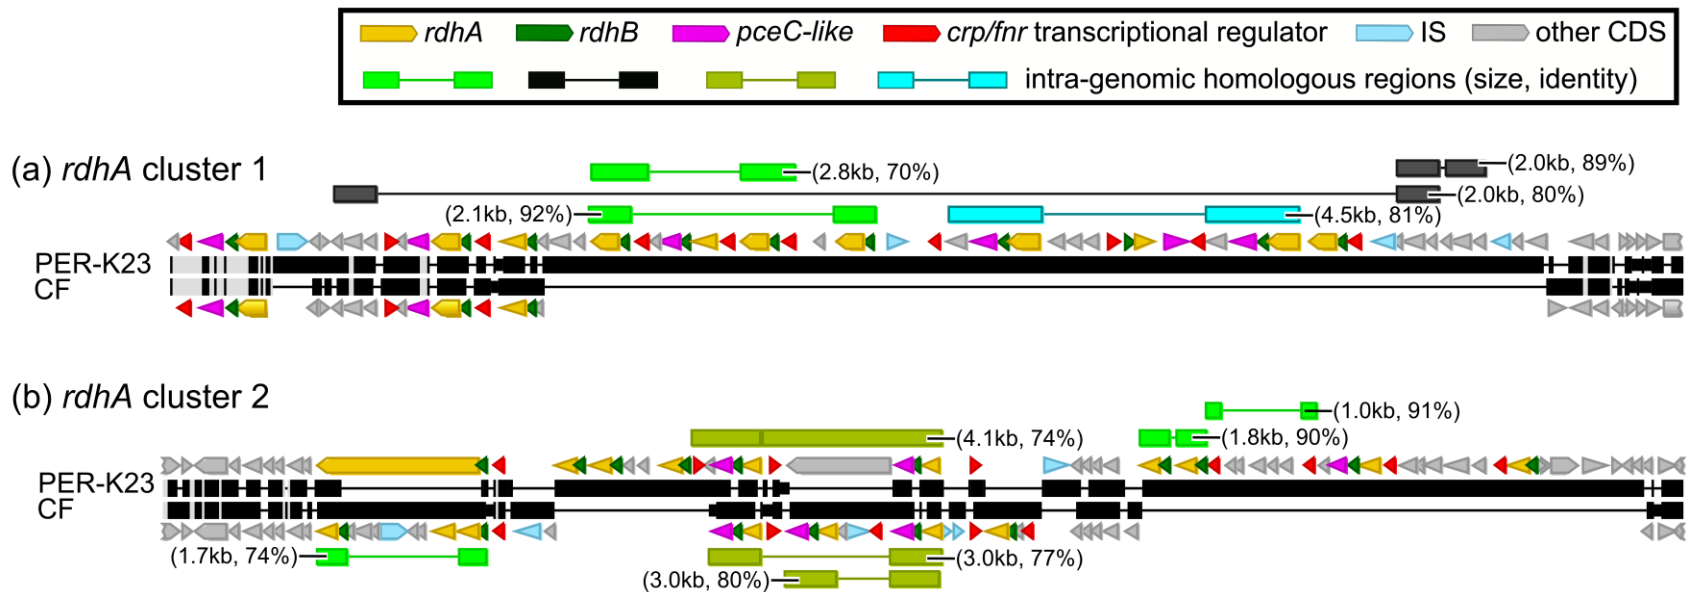 rdhA rdhB pceC-like crp/fnr transcriptional regulator IS other CDS
intra-genomic homologous regions (size, identity)
(a) rdhA cluster 1
(2.0kb, 89%)
(2.8kb, 70%)
(2.0kb, 80%)
(2.1kb, 92%)
(4.5kb, 81%)
PER-K23
CF
(b) rdhA cluster 2
(1.0kb, 91%)
(4.1kb, 74%)
(1.8kb, 90%)
PER-K23
CF
(1.7kb, 74%)
(3.0kb, 77%)
(3.0kb, 80%)